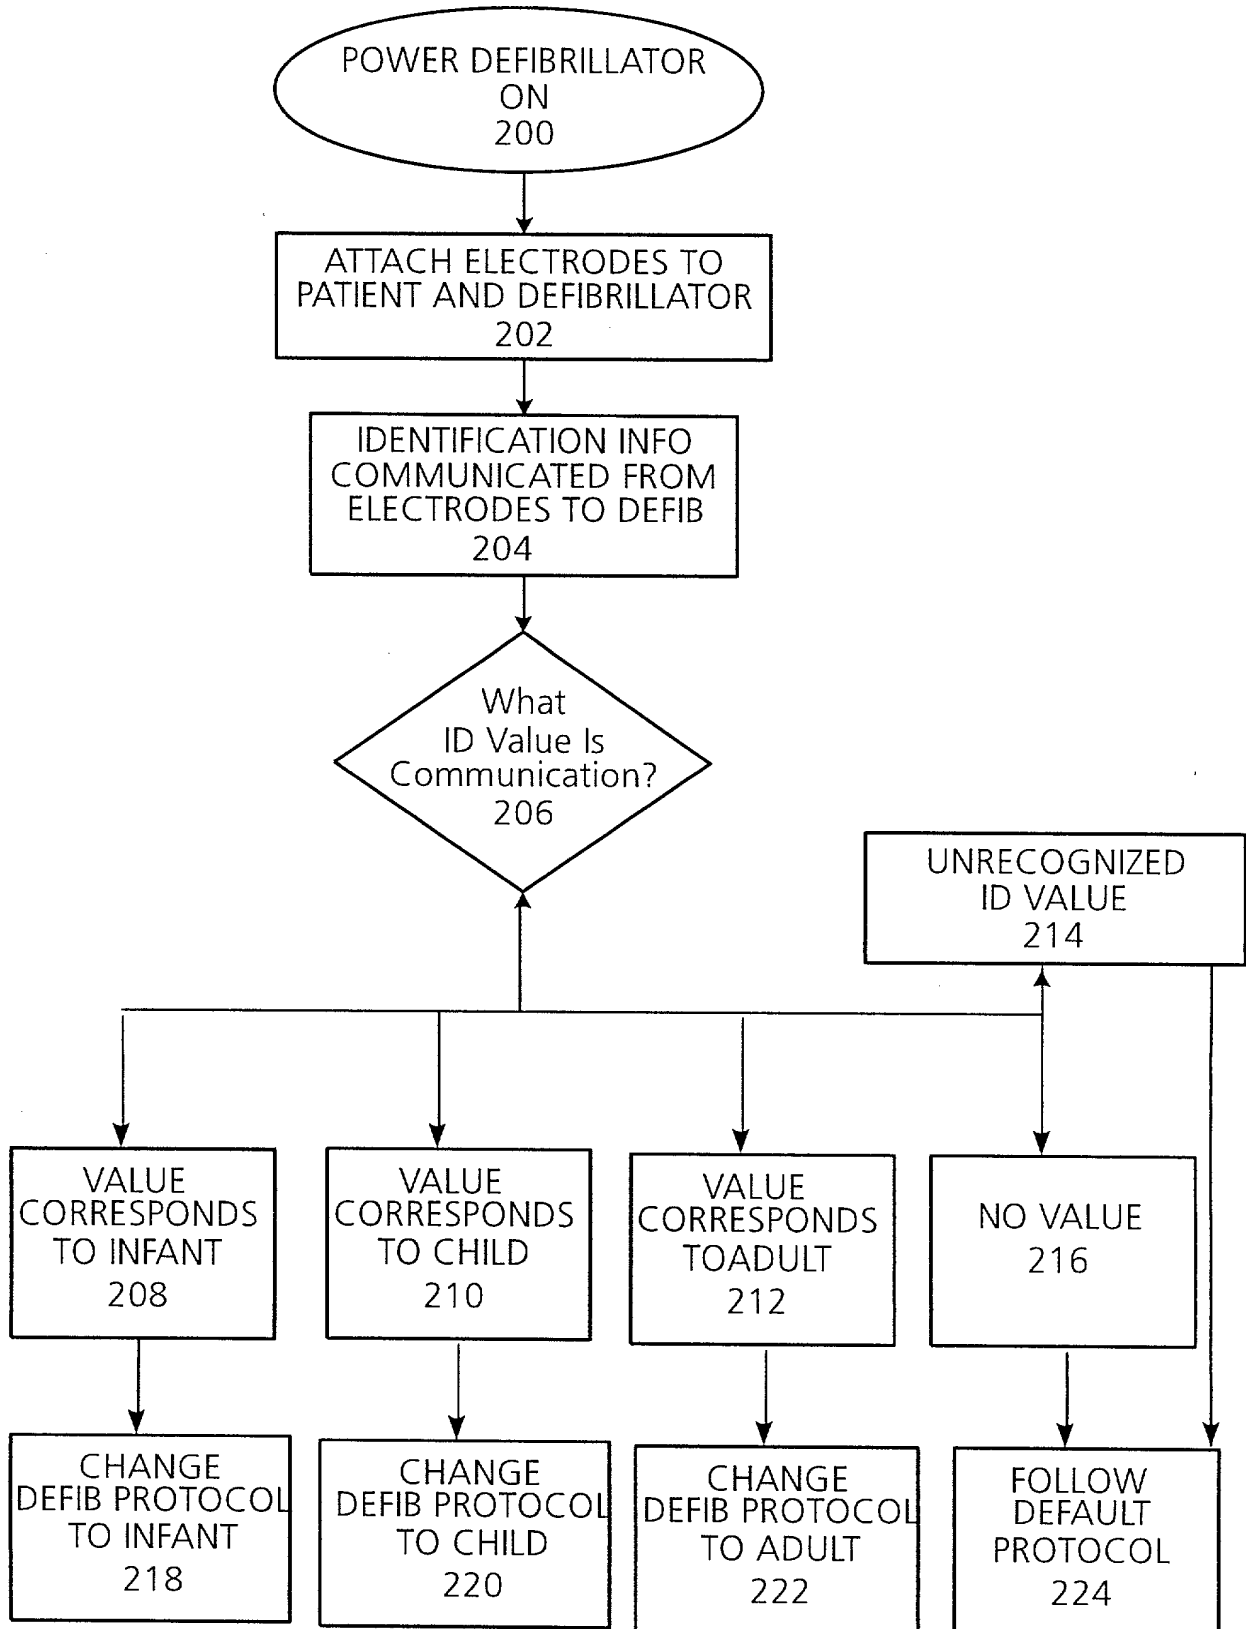 POWER DEFIBRILLATOR
ON
200
ATTACH ELECTRODES TO
PATIENT AND DEFIBRILLATOR
202
IDENTIFICATION INFO
COMMUNICATED FROM
ELECTRODES TO DEFIB
204
What
ID Value Is
Communication?
206
UNRECOGNIZED
ID VALUE
214
VALUE
CORRESPONDS
TO INFANT
208
VALUE
CORRESPONDS
TO CHILD
210
VALUE
CORRESPONDS
TOADULT
212
NO VALUE
216
CHANGE
DEFIB PROTOCOL
TO INFANT
218
CHANGE
DEFIB PROTOCOL
TO CHILD
220
CHANGE
DEFIB PROTOCOL
TO ADULT
222
FOLLOW
DEFAULT
PROTOCOL
224